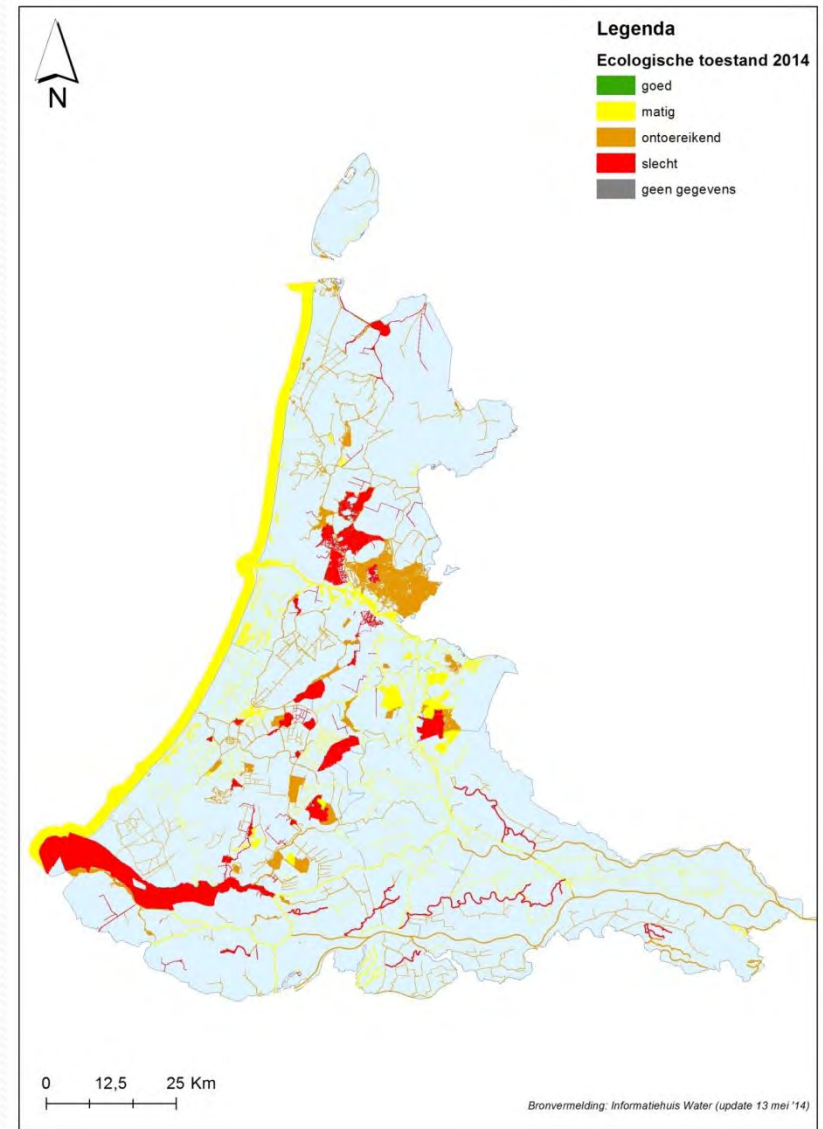 N
Legenda
Ecologische toestand 2014
goed
matig
ontoereikend
slecht
geen gegevens
0 12,5 25 Km
Bronvermelding: Informatiehuis Water (update 13 mei '14)